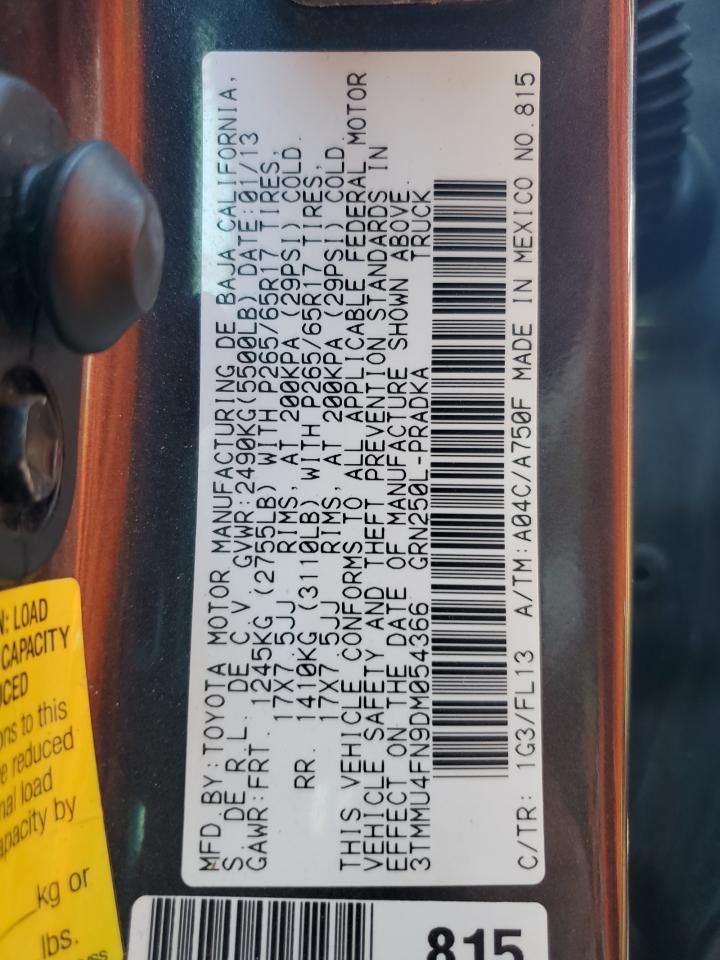 MFD.BY:TOYOTA MOTOR MANUFACTURING DE BAJA CALIFORNIA,
S. DE R.L. DE C.V. GVWR:2490KG(5500LB) DATE:01/13
GAWR:FRT. 1245KG (2755LB) WITH P265/65R17 TIRES,
17X7.5JJ RIMS, AT 200KPA (29PSI) COLD.
RR. 1410KG (3110LB) WITH P265/65R17 TIRES,
17X7.5JJ RIMS, AT 200KPA (29PSI) COLD.
THIS VEHICLE CONFORMS TO ALL APPLICABLE FEDERAL MOTOR
VEHICLE SAFETY AND THEFT PREVENTION STANDARDS IN
EFFECT ON THE DATE OF MANUFACTURE SHOWN ABOVE.
3TMMU4FN9DM054366 GRN250L-PRADKA TRUCK
C/TR: 1G3/FL13 A/TM:A04C/A750F MADE IN MEXICO NO.815
815
N: LOAD
CAPACITY
UCED
ons to this
e reduced
nal load
apacity by
kg or
lbs.